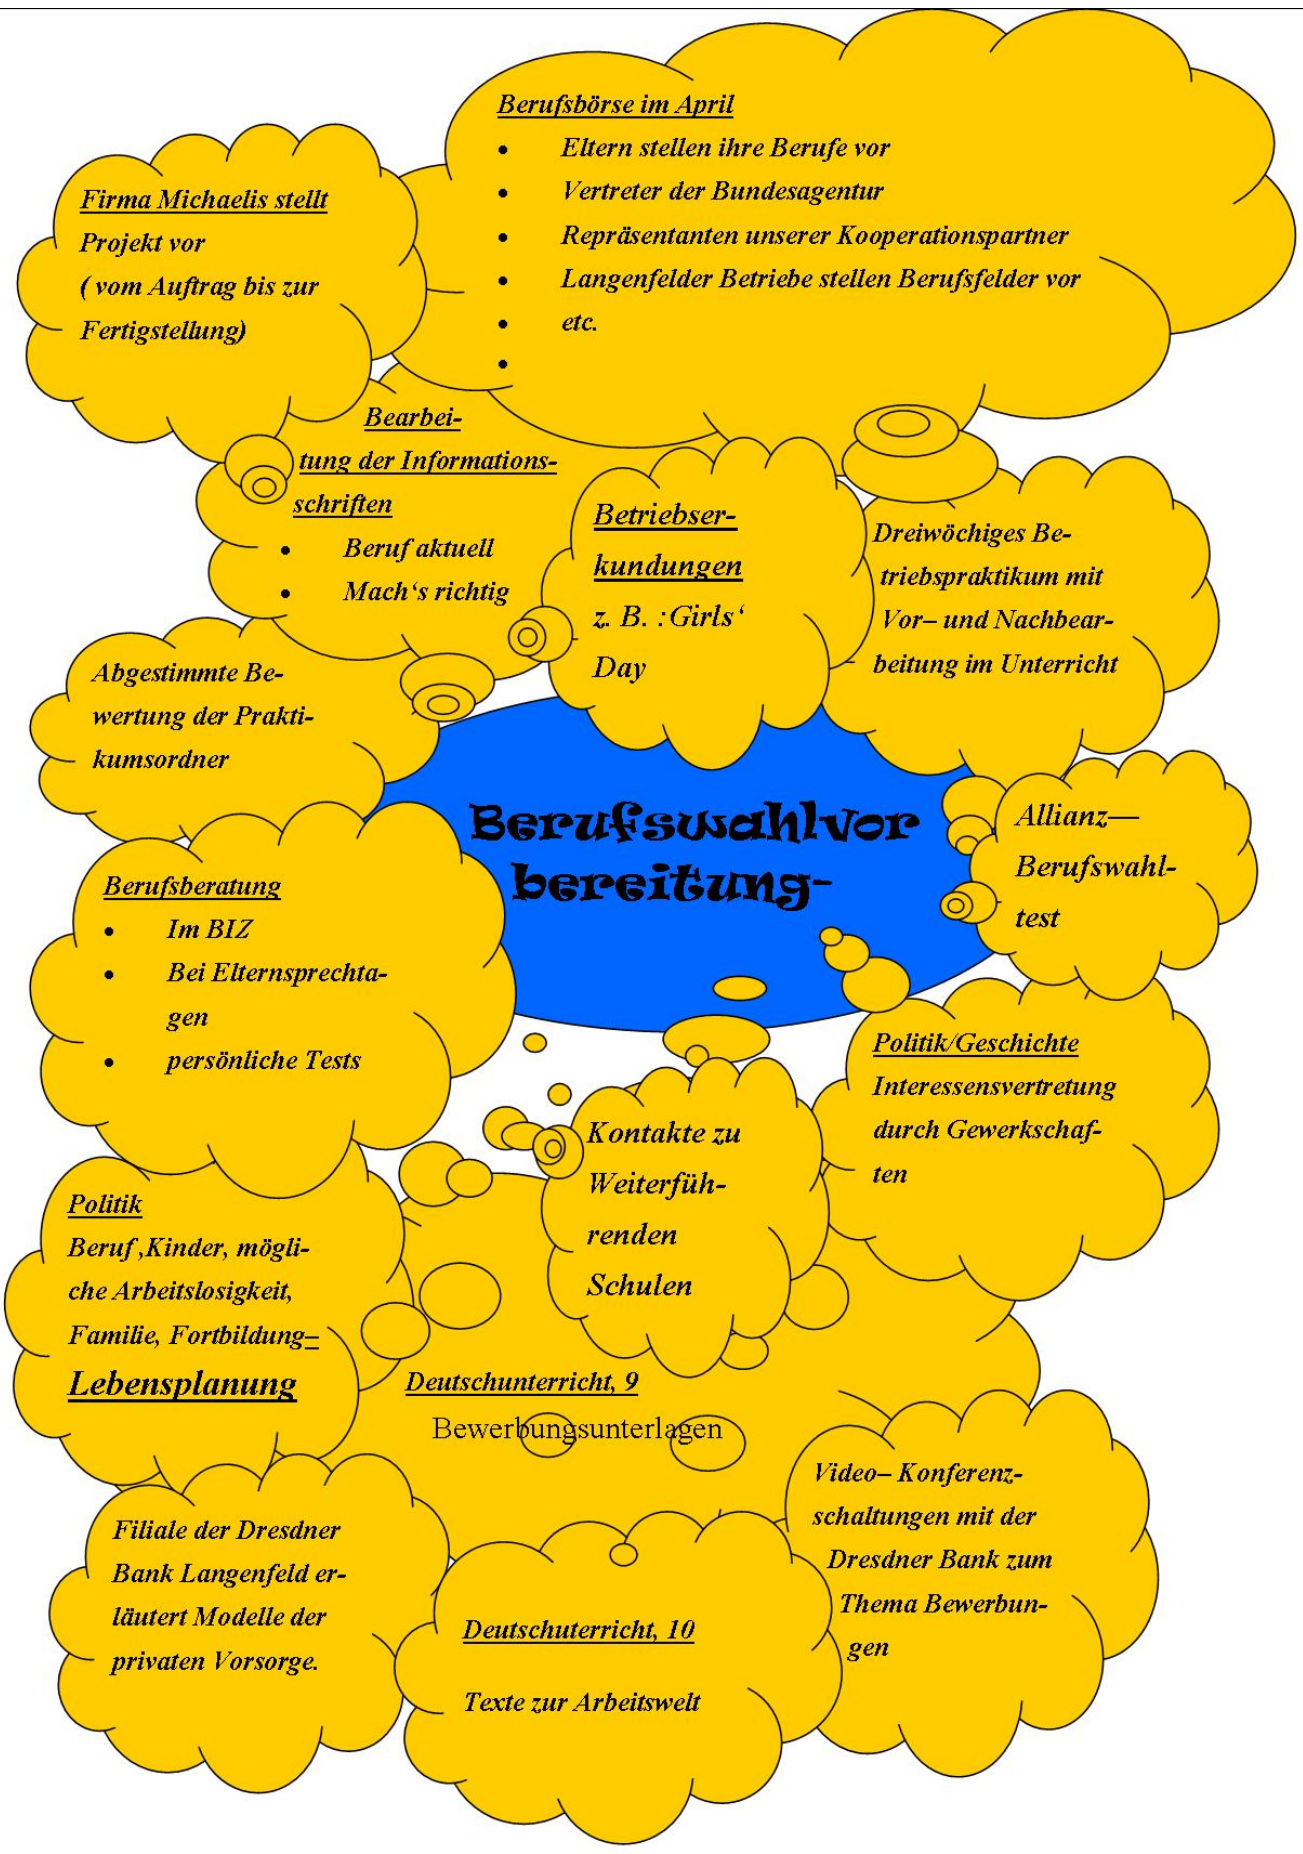 Berufsbörse im April
• Eltern stellen ihre Berufe vor
• Vertreter der Bundesagentur
• Repräsentanten unserer Kooperationspartner
• Langenfelder Betriebe stellen Berufsfelder vor
• etc.
•
Firma Michaelis stellt
Projekt vor
( vom Auftrag bis zur
Fertigstellung)
Bearbei-
tung der Informations-
schriften
• Beruf aktuell
• Mach‘s richtig
Betriebser-
kundungen
z. B. :Girls‘
Day
Dreiwöchiges Be-
triebspraktikum mit
Vor– und Nachbear-
beitung im Unterricht
Abgestimmte Be-
wertung der Prakti-
kumsordner
Berufswahlvor
bereitung-
Allianz—
Berufswahl-
test
Berufsberatung
• Im BIZ
• Bei Elternsprechta-
gen
• persönliche Tests
Politik/Geschichte
Interessensvertretung
durch Gewerkschaf-
ten
Kontakte zu
Weiterfüh-
renden
Schulen
Politik
Beruf ,Kinder, mögli-
che Arbeitslosigkeit,
Familie, Fortbildung–
Lebensplanung
Deutschunterricht, 9
Bewerbungsunterlagen
Video– Konferenz-
schaltungen mit der
Dresdner Bank zum
Thema Bewerbun-
gen
Filiale der Dresdner
Bank Langenfeld er-
läutert Modelle der
privaten Vorsorge.
Deutschuterricht, 10
Texte zur Arbeitswelt